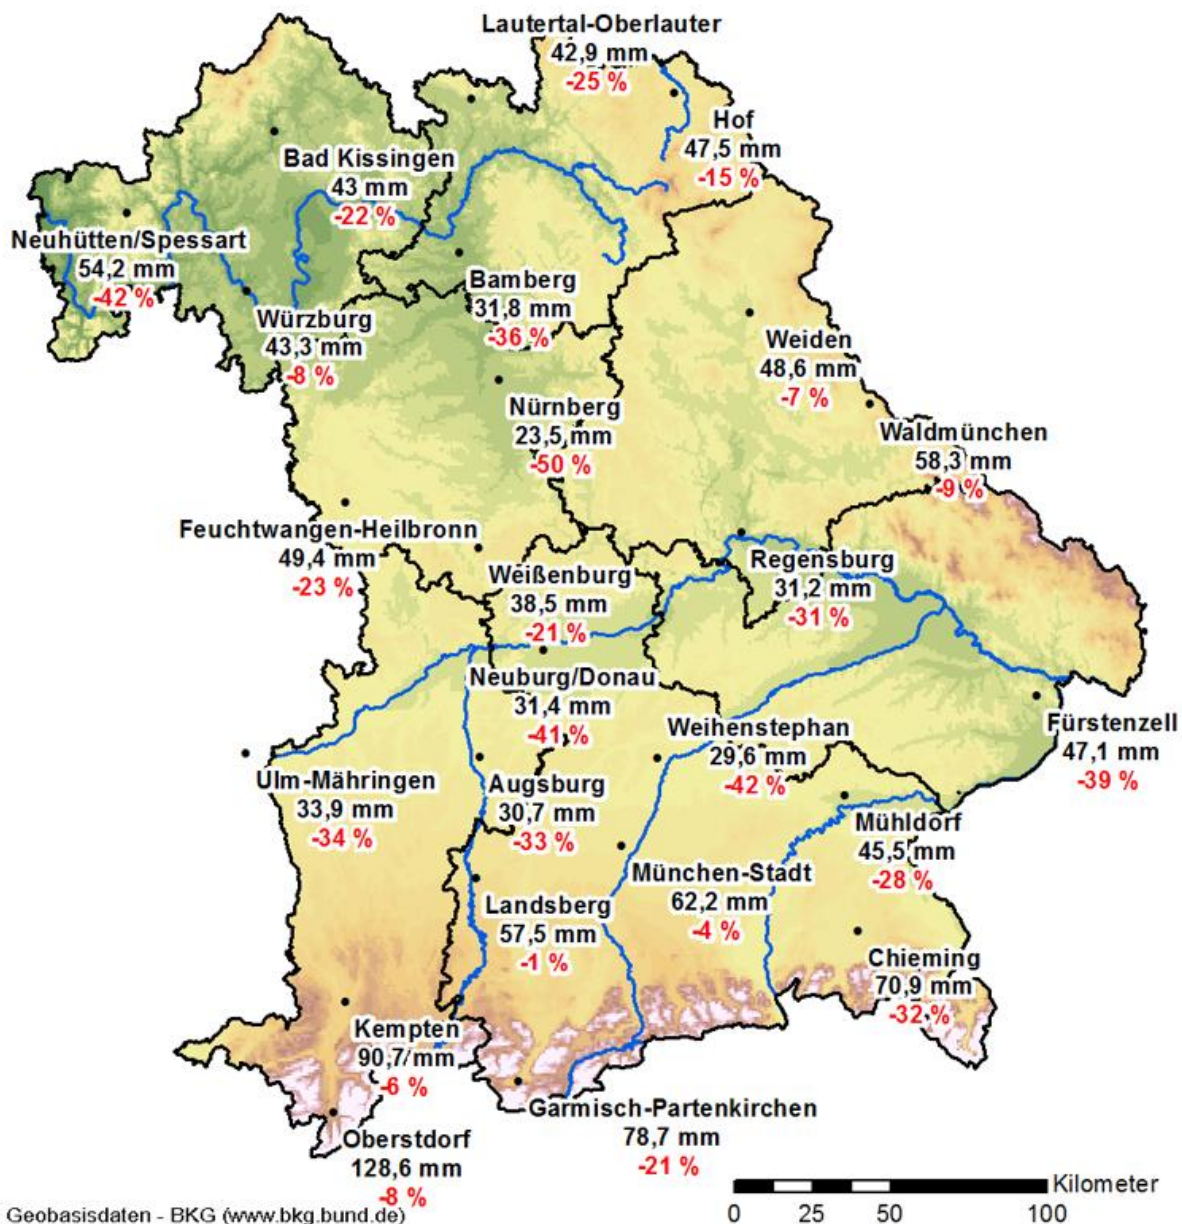 Lautertal-Oberlauter
42,9 mm
-25 %
Hof
47,5 mm
-15 %
Bad Kissingen
43 mm
-22 %
Neuhütten/Spessart
54,2 mm
-42 %
Bamberg
31,8 mm
-36 %
Würzburg
43,3 mm
-8 %
Weiden
48,6 mm
-7 %
Nürnberg
23,5 mm
-50 %
Waldmünchen
58,3 mm
-9 %
Feuchtwangen-Heilbronn
49,4 mm
-23 %
Weißenburg
38,5 mm
-21 %
Regensburg
31,2 mm
-31 %
Neuburg/Donau
31,4 mm
-41 %
Weihenstephan
29,6 mm
-42 %
Fürstenzell
47,1 mm
-39 %
Ulm-Mähringen
33,9 mm
-34 %
Augsburg
30,7 mm
-33 %
Mühldorf
45,5 mm
-28 %
München-Stadt
62,2 mm
-4 %
Landsberg
57,5 mm
-1 %
Chieming
70,9 mm
-32 %
Kempten
90,7 mm
-6 %
Garmisch-Partenkirchen
78,7 mm
-21 %
Oberstdorf
128,6 mm
-8 %
Kilometer
0 25 50 100
Geobasisdaten - BKG (www.bkg.bund.de)